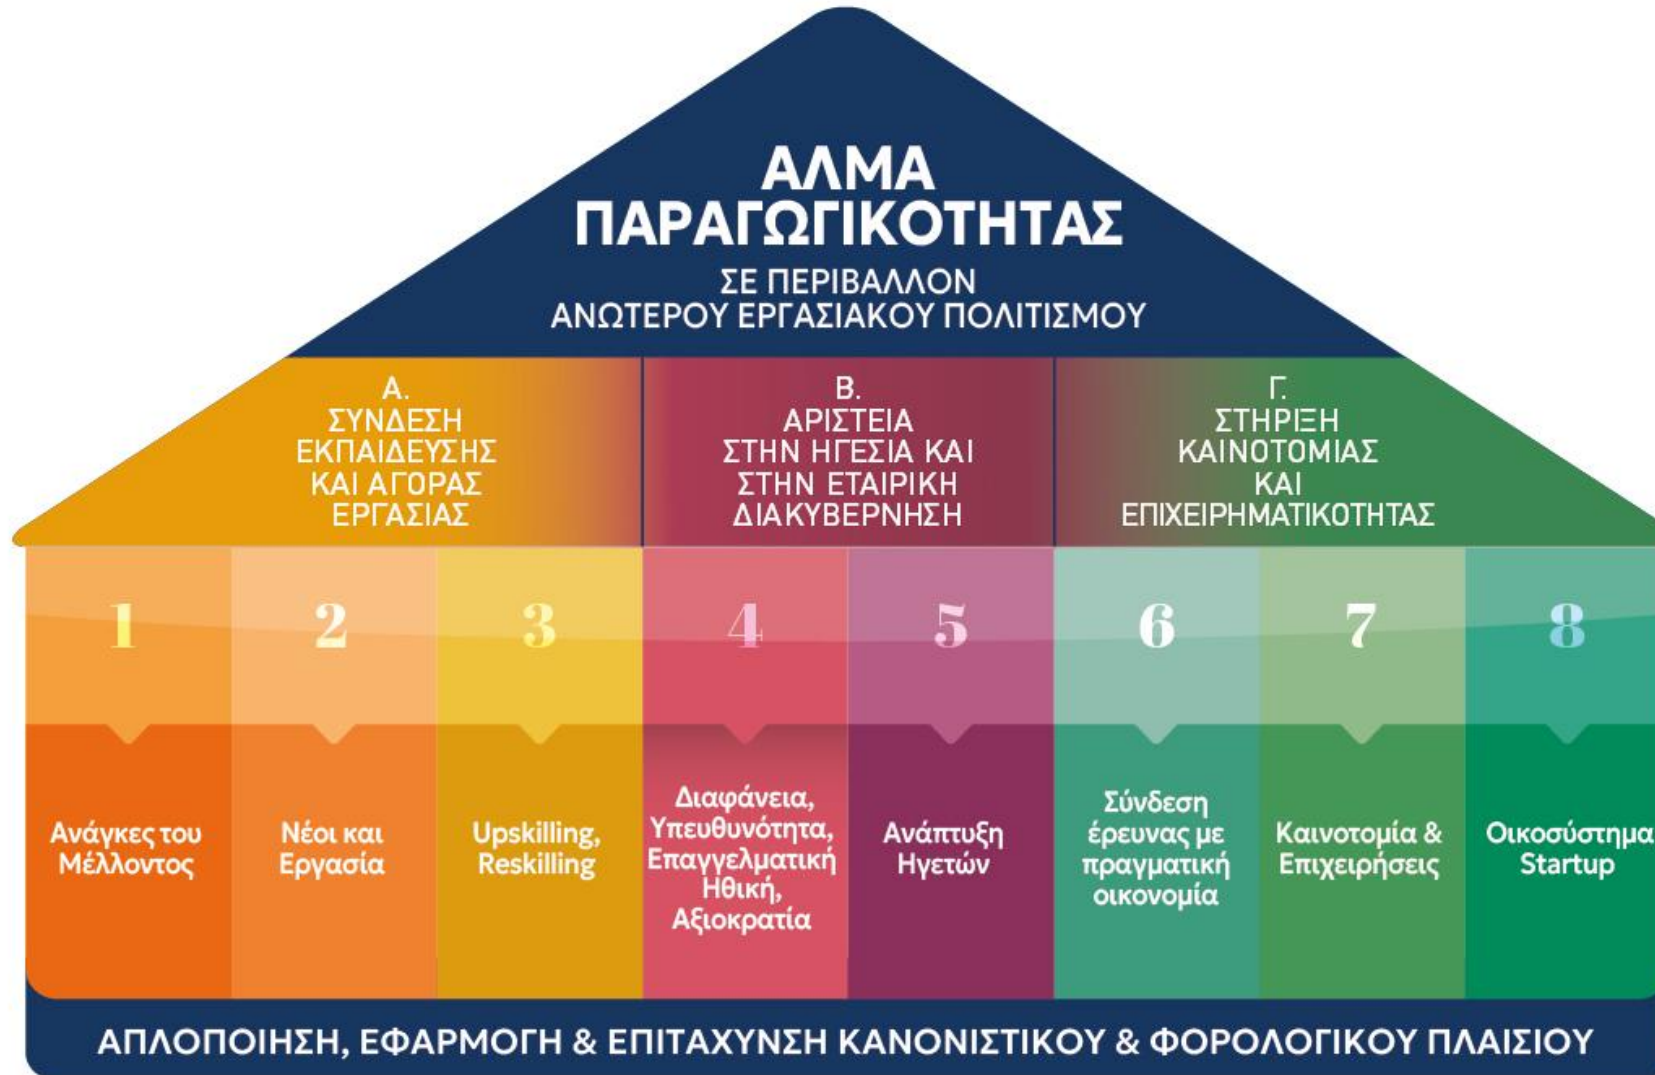 ΑΛΜΑ
ΠΑΡΑΓΩΓΙΚΟΤΗΤΑΣ
ΣΕ ΠΕΡΙΒΑΛΛΟΝ
ΑΝΩΤΕΡΟΥ ΕΡΓΑΣΙΑΚΟΥ ΠΟΛΙΤΙΣΜΟΥ
Α.
ΣΥΝΔΕΣΗ
ΕΚΠΑΙΔΕΥΣΗΣ
ΚΑΙ ΑΓΟΡΑΣ
ΕΡΓΑΣΙΑΣ
Β.
ΑΡΙΣΤΕΙΑ
ΣΤΗΝ ΗΓΕΣΙΑ ΚΑΙ
ΣΤΗΝ ΕΤΑΙΡΙΚΗ
ΔΙΑΚΥΒΕΡΝΗΣΗ
Γ.
ΣΤΗΡΙΞΗ
ΚΑΙΝΟΤΟΜΙΑΣ
ΚΑΙ
ΕΠΙΧΕΙΡΗΜΑΤΙΚΟΤΗΤΑΣ
1
Ανάγκες του
Μέλλοντος
2
Νέοι και
Εργασία
3
Upskilling,
Reskilling
4
Διαφάνεια,
Υπευθυνότητα,
Επαγγελματική
Ηθική,
Αξιοκρατία
5
Ανάπτυξη
Ηγετών
6
Σύνδεση
έρευνας με
πραγματική
οικονομία
7
Καινοτομία &
Επιχειρήσεις
8
Οικοσύστημα
Startup
ΑΠΛΟΠΟΙΗΣΗ, ΕΦΑΡΜΟΓΗ & ΕΠΙΤΑΧΥΝΣΗ ΚΑΝΟΝΙΣΤΙΚΟΥ & ΦΟΡΟΛΟΓΙΚΟΥ ΠΛΑΙΣΙΟΥ